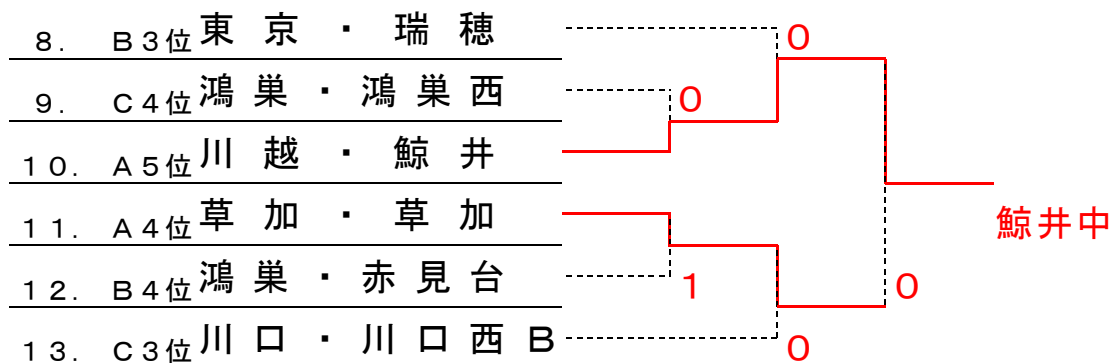 ８． Ｂ３位 東京・瑞穂
0
９． Ｃ４位 鴻巣・鴻巣西
0
１０． Ａ５位 川越・鯨井
１１． Ａ４位 草加・草加
鯨井中
１２． Ｂ４位 鴻巣・赤見台
1
0
１３． Ｃ３位 川口・川口西Ｂ
0